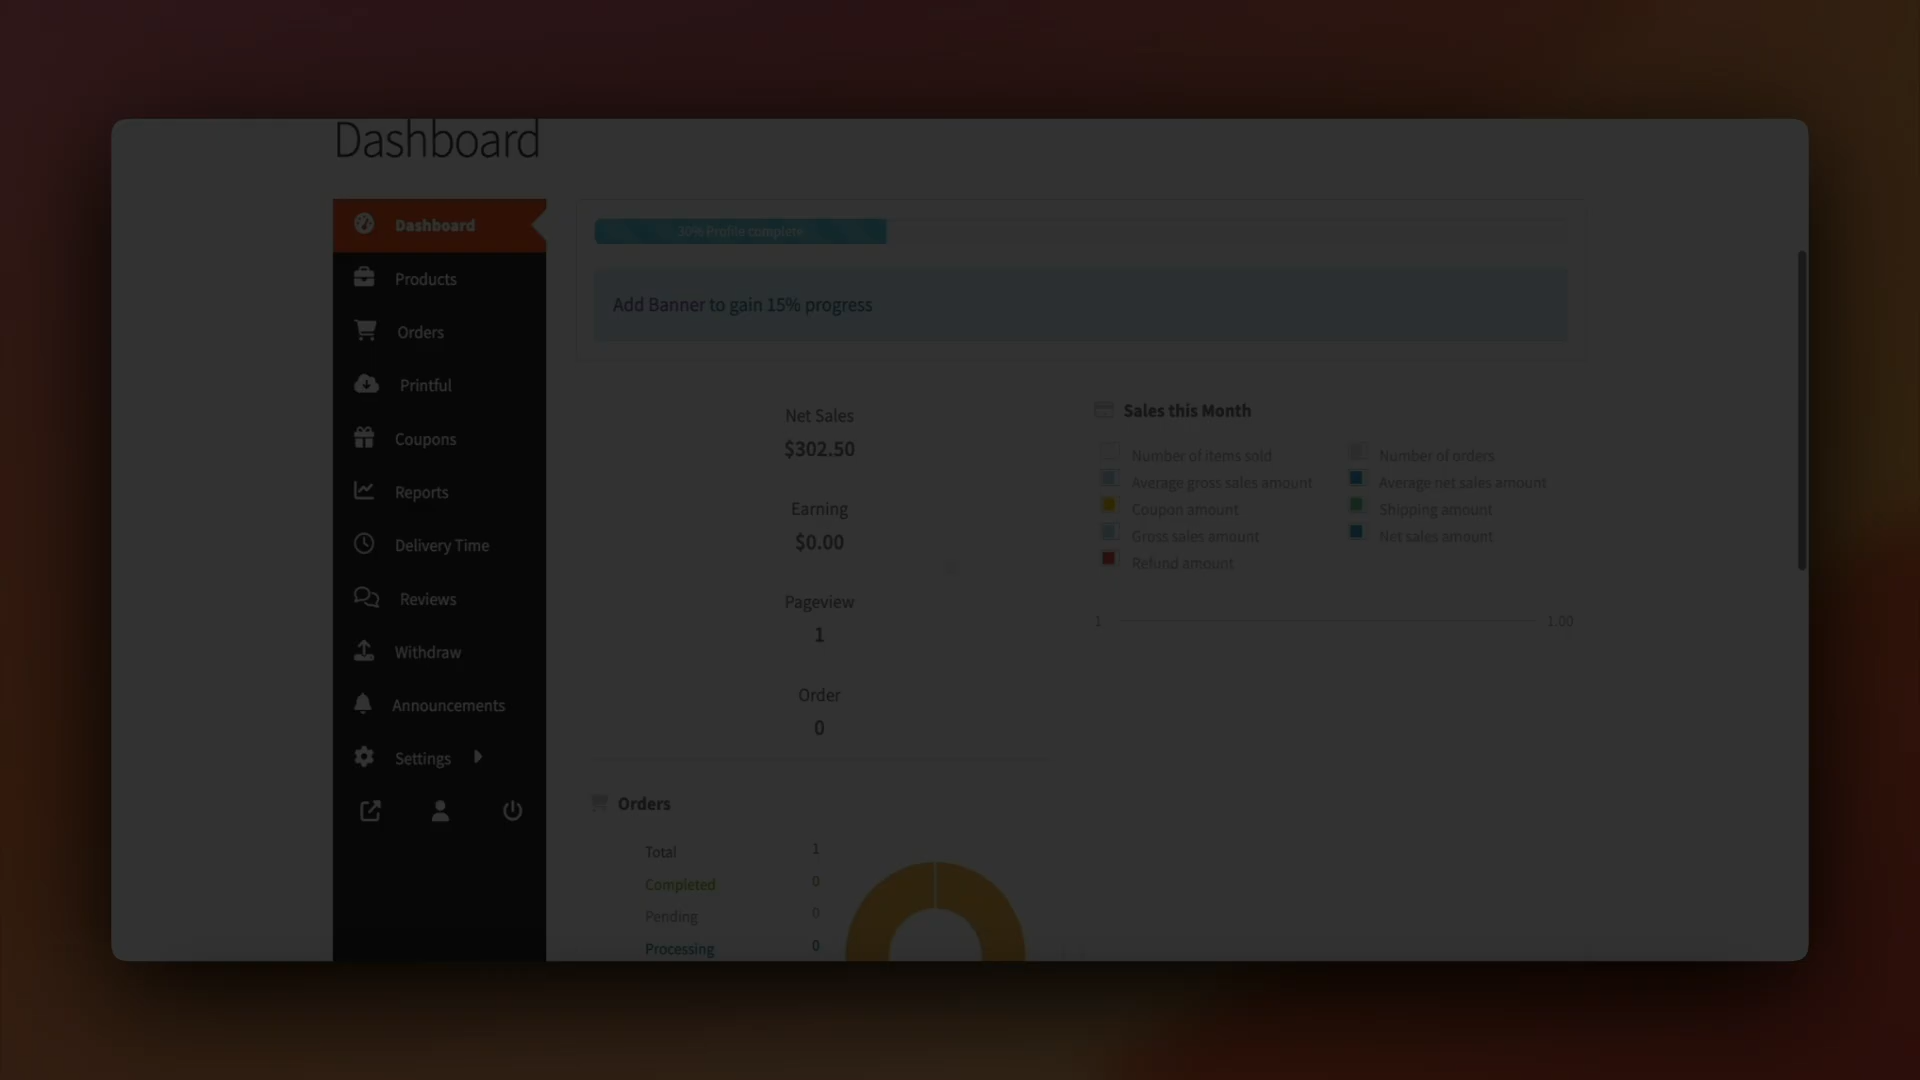 Dashboard
Dashboard
Products
Orders
Printful
Coupons
Reports
Delivery Time
Reviews
Withdraw
Announcements
Settings
30% Profile complete
Add Banner to gain 15% progress
Net Sales
$302.50
Earning
$0.00
Pageview
1
Order
0
Sales this Month
Number of items sold
Number of orders
Average gross sales amount
Average net sales amount
Coupon amount
Shipping amount
Gross sales amount
Net sales amount
Refund amount
1 1.00
Orders
Total 1
Completed 0
Pending 0
Processing 0